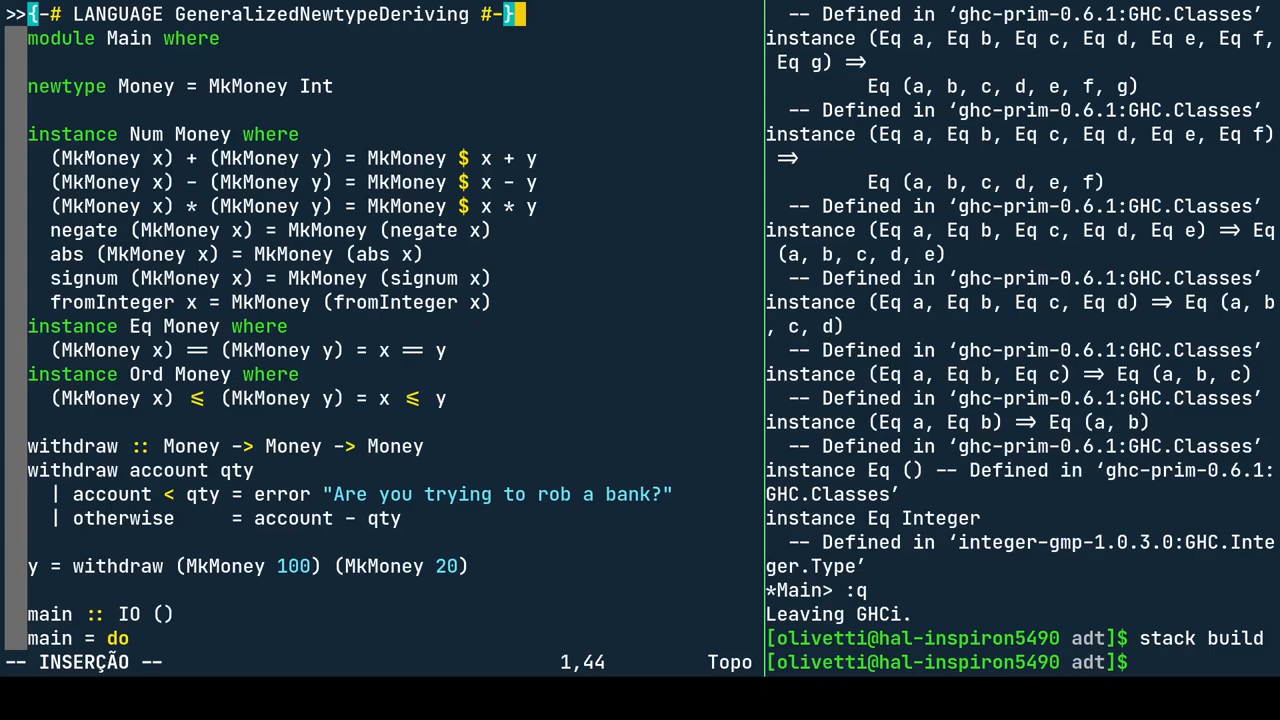 >>{-# LANGUAGE GeneralizedNewtypeDeriving #-}
module Main where
newtype Money = MkMoney Int
instance Num Money where
  (MkMoney x) + (MkMoney y) = MkMoney $ x + y
  (MkMoney x) - (MkMoney y) = MkMoney $ x - y
  (MkMoney x) * (MkMoney y) = MkMoney $ x * y
  negate (MkMoney x) = MkMoney (negate x)
  abs (MkMoney x) = MkMoney (abs x)
  signum (MkMoney x) = MkMoney (signum x)
  fromInteger x = MkMoney (fromInteger x)
instance Eq Money where
  (MkMoney x) == (MkMoney y) = x == y
instance Ord Money where
  (MkMoney x) <= (MkMoney y) = x <= y
withdraw :: Money -> Money -> Money
withdraw account qty
  | account < qty = error "Are you trying to rob a bank?"
  | otherwise     = account - qty
y = withdraw (MkMoney 100) (MkMoney 20)
main :: IO ()
main = do
-- INSERÇÃO -- 1,44 Topo
  -- Defined in ‘ghc-prim-0.6.1:GHC.Classes’
instance (Eq a, Eq b, Eq c, Eq d, Eq e, Eq f,
 Eq g) =>
         Eq (a, b, c, d, e, f, g)
  -- Defined in ‘ghc-prim-0.6.1:GHC.Classes’
instance (Eq a, Eq b, Eq c, Eq d, Eq e, Eq f)
 =>
         Eq (a, b, c, d, e, f)
  -- Defined in ‘ghc-prim-0.6.1:GHC.Classes’
instance (Eq a, Eq b, Eq c, Eq d, Eq e) => Eq
 (a, b, c, d, e)
  -- Defined in ‘ghc-prim-0.6.1:GHC.Classes’
instance (Eq a, Eq b, Eq c, Eq d) => Eq (a, b
, c, d)
  -- Defined in ‘ghc-prim-0.6.1:GHC.Classes’
instance (Eq a, Eq b, Eq c) => Eq (a, b, c)
  -- Defined in ‘ghc-prim-0.6.1:GHC.Classes’
instance (Eq a, Eq b) => Eq (a, b)
  -- Defined in ‘ghc-prim-0.6.1:GHC.Classes’
instance Eq () -- Defined in ‘ghc-prim-0.6.1:
GHC.Classes’
instance Eq Integer
  -- Defined in ‘integer-gmp-1.0.3.0:GHC.Inte
ger.Type’
*Main> :q
Leaving GHCi.
[olivetti@hal-inspiron5490 adt]$ stack build
[olivetti@hal-inspiron5490 adt]$